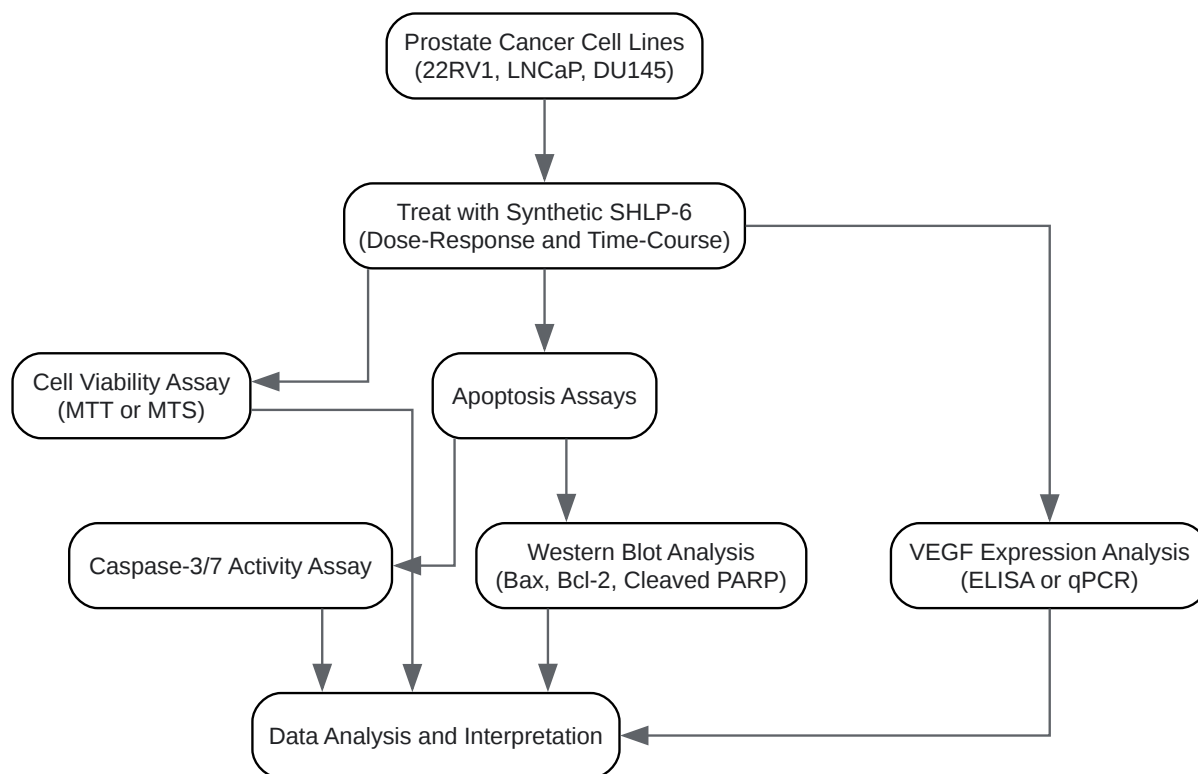 Prostate Cancer Cell Lines
(22RV1, LNCaP, DU145)
Treat with Synthetic SHLP-6
(Dose-Response and Time-Course)
Cell Viability Assay
(MTT or MTS)
Apoptosis Assays
Caspase-3/7 Activity Assay
Western Blot Analysis
(Bax, Bcl-2, Cleaved PARP)
VEGF Expression Analysis
(ELISA or qPCR)
Data Analysis and Interpretation